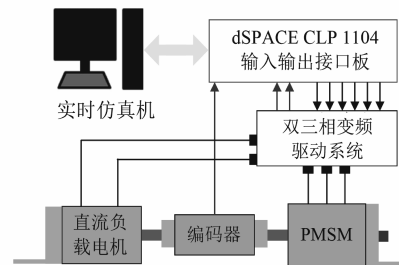 dSPACE CLP 1104
输入输出接口板
实时仿真机
双三相变频
驱动系统
直流负
载电机
编码器
PMSM